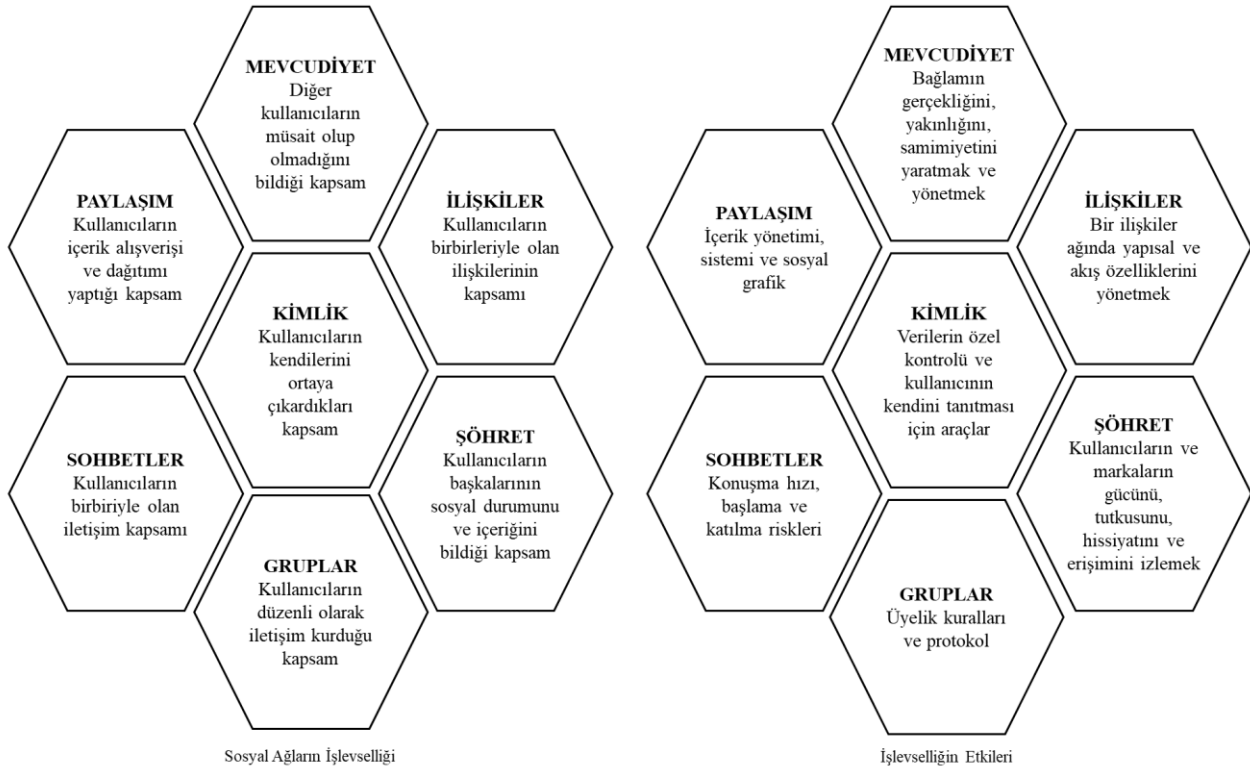 MEVCUDİYET
Diğer
kullanıcıların
müsait olup
olmadığını
bildiği kapsam
PAYLAŞIM
Kullanıcıların
içerik alışverişi
ve dağıtımı
yaptığı kapsam
İLİŞKİLER
Kullanıcıların
birbirleriyle olan
ilişkilerinin
kapsamı
KİMLİK
Kullanıcıların
kendilerini
ortaya
çıkardıkları
kapsam
SOHBETLER
Kullanıcıların
birbiriyle olan
iletişim kapsamı
ŞÖHRET
Kullanıcıların
başkalarının
sosyal durumunu
ve içeriğini
bildiği kapsam
GRUPLAR
Kullanıcıların
düzenli olarak
iletişim kurduğu
kapsam
Sosyal Ağların İşlevselliği
MEVCUDİYET
Bağlamın
gerçekliğini,
yakınlığını,
samimiyetini
yaratmak ve
yönetmek
PAYLAŞIM
İçerik yönetimi,
sistemi ve sosyal
grafik
İLİŞKİLER
Bir ilişkiler
ağında yapısal ve
akış özelliklerini
yönetmek
KİMLİK
Verilerin özel
kontrolü ve
kullanıcının
kendini tanıtması
için araçlar
SOHBETLER
Konuşma hızı,
başlama ve
katılma riskleri
ŞÖHRET
Kullanıcıların ve
markaların
gücünü,
tutkusunu,
hissiyatını ve
erişimini izlemek
GRUPLAR
Üyelik kuralları
ve protokol
İşlevselliğin Etkileri